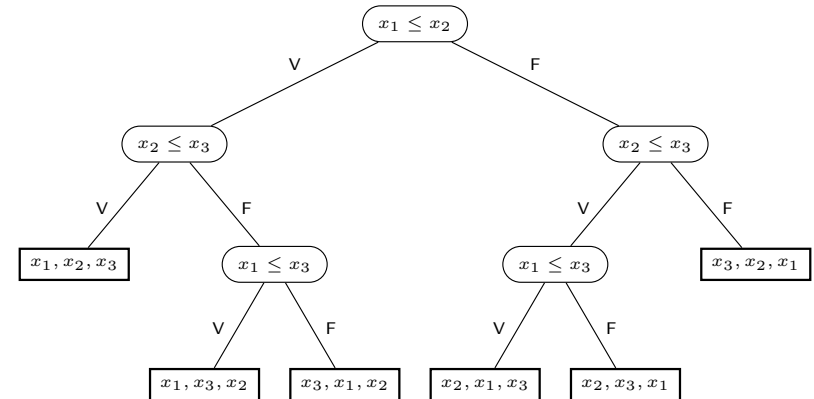 x₁ ≤ x₂
V F
x₂ ≤ x₃ x₂ ≤ x₃
V F V F
x₁, x₂, x₃ x₁ ≤ x₃ x₁ ≤ x₃ x₃, x₂, x₁
V F V F
x₁, x₃, x₂ x₃, x₁, x₂ x₂, x₁, x₃ x₂, x₃, x₁